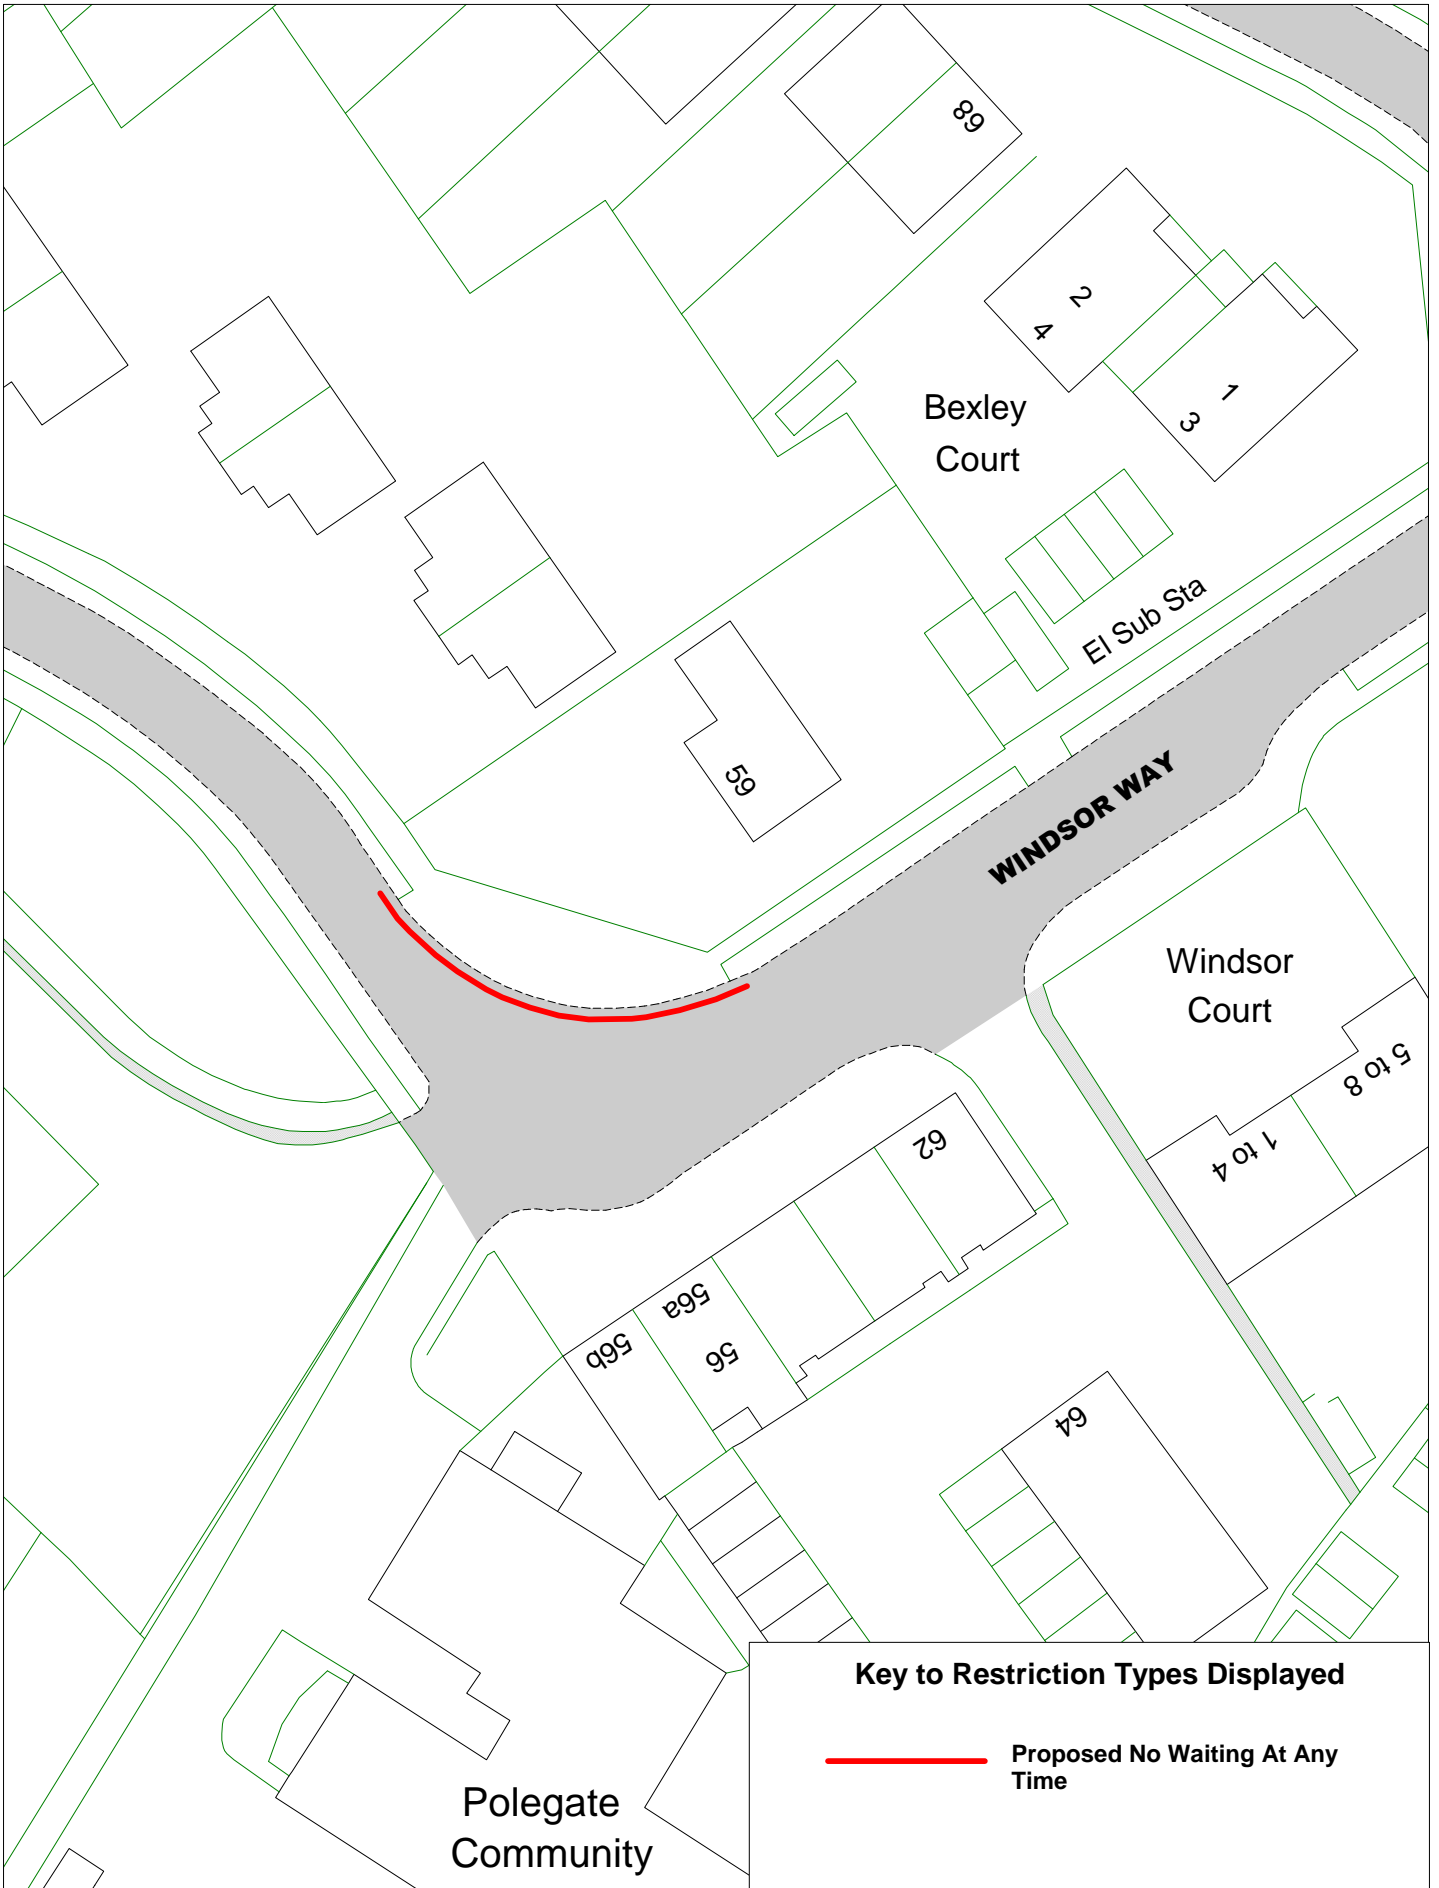 89
2
4
1
3
Bexley
Court
El Sub Sta
59
WINDSOR WAY
Windsor
Court
5 to 8
1 to 4
62
56a
56b
56
64
Key to Restriction Types Displayed
Proposed No Waiting At Any
Time
Polegate
Community